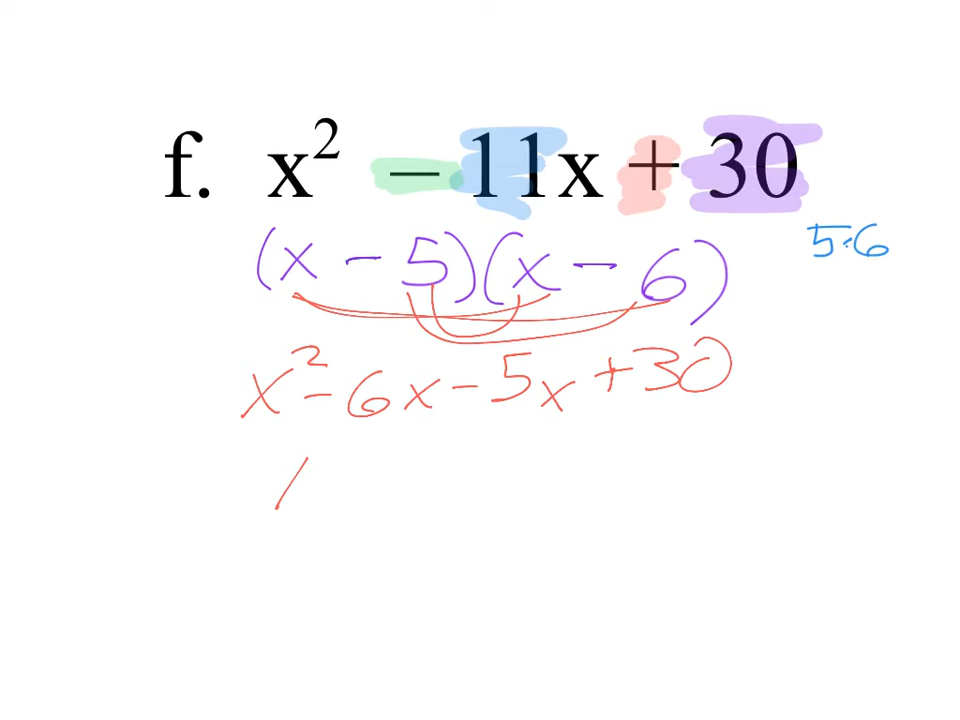 f. x² – 11x + 30
5·6
(x – 5)(x – 6)
x² – 6x – 5x + 30